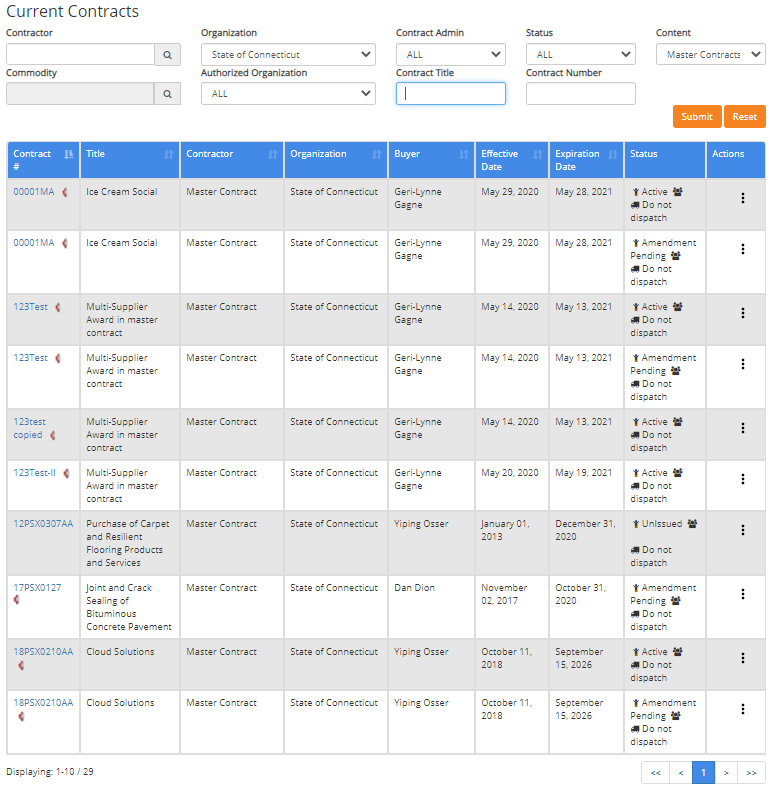 Current Contracts
Contractor Organization Contract Admin Status Content
State of Connecticut ALL ALL Master Contracts
Commodity Authorized Organization Contract Title Contract Number
ALL
Submit Reset
Contract # Title Contractor Organization Buyer Effective Date Expiration Date Status Actions
00001MA Ice Cream Social Master Contract State of Connecticut Geri-Lynne Gagne May 29, 2020 May 28, 2021 Active Do not dispatch
00001MA Ice Cream Social Master Contract State of Connecticut Geri-Lynne Gagne May 29, 2020 May 28, 2021 Amendment Pending Do not dispatch
123Test Multi-Supplier Award in master contract Master Contract State of Connecticut Geri-Lynne Gagne May 14, 2020 May 13, 2021 Active Do not dispatch
123Test Multi-Supplier Award in master contract Master Contract State of Connecticut Geri-Lynne Gagne May 14, 2020 May 13, 2021 Amendment Pending Do not dispatch
123test copied Multi-Supplier Award in master contract Master Contract State of Connecticut Geri-Lynne Gagne May 14, 2020 May 13, 2021 Active Do not dispatch
123Test-II Multi-Supplier Award in master contract Master Contract State of Connecticut Geri-Lynne Gagne May 20, 2020 May 19, 2021 Active Do not dispatch
12PSX0307AA Purchase of Carpet and Resilient Flooring Products and Services Master Contract State of Connecticut Yiping Osser January 01, 2013 December 31, 2020 UnIssued Do not dispatch
17PSX0127 Joint and Crack Sealing of Bituminous Concrete Pavement Master Contract State of Connecticut Dan Dion November 02, 2017 October 31, 2020 Amendment Pending Do not dispatch
18PSX0210AA Cloud Solutions Master Contract State of Connecticut Yiping Osser October 11, 2018 September 15, 2026 Active Do not dispatch
18PSX0210AA Cloud Solutions Master Contract State of Connecticut Yiping Osser October 11, 2018 September 15, 2026 Amendment Pending Do not dispatch
Displaying: 1-10 / 29 << < 1 > >>